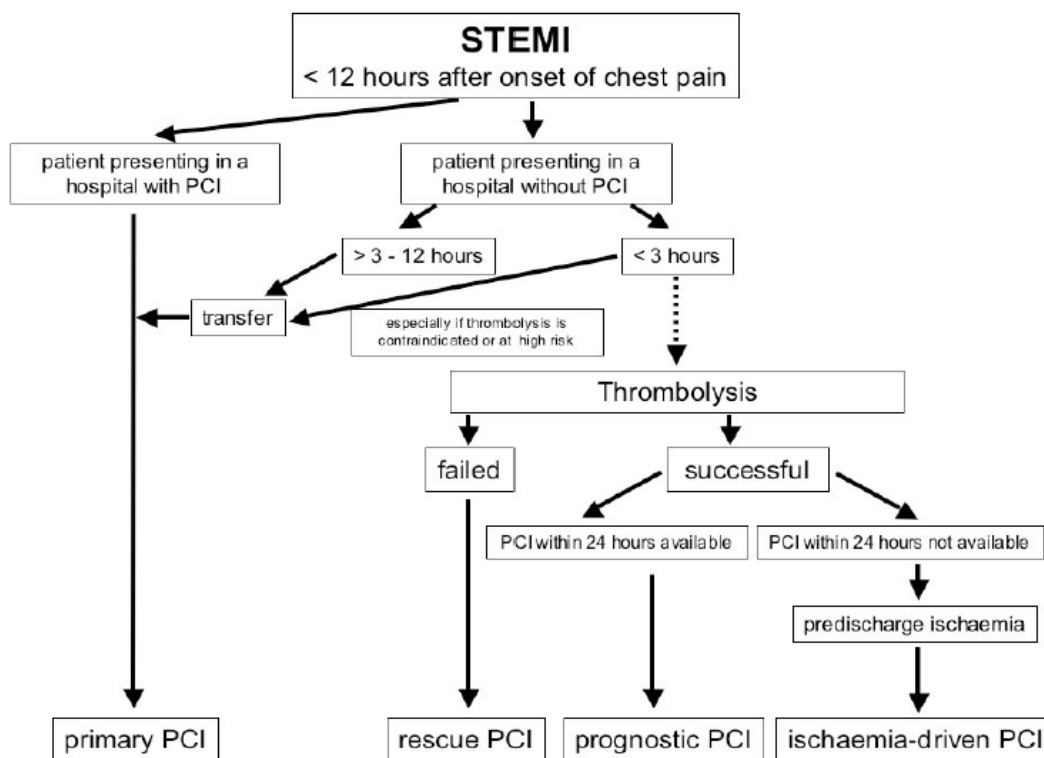 STEMI
< 12 hours after onset of chest pain
patient presenting in a
hospital with PCI
patient presenting in a
hospital without PCI
> 3 - 12 hours
< 3 hours
transfer
especially if thrombolysis is
contraindicated or at high risk
Thrombolysis
failed
successful
PCI within 24 hours available
PCI within 24 hours not available
predischarge ischaemia
primary PCI
rescue PCI
prognostic PCI
ischaemia-driven PCI